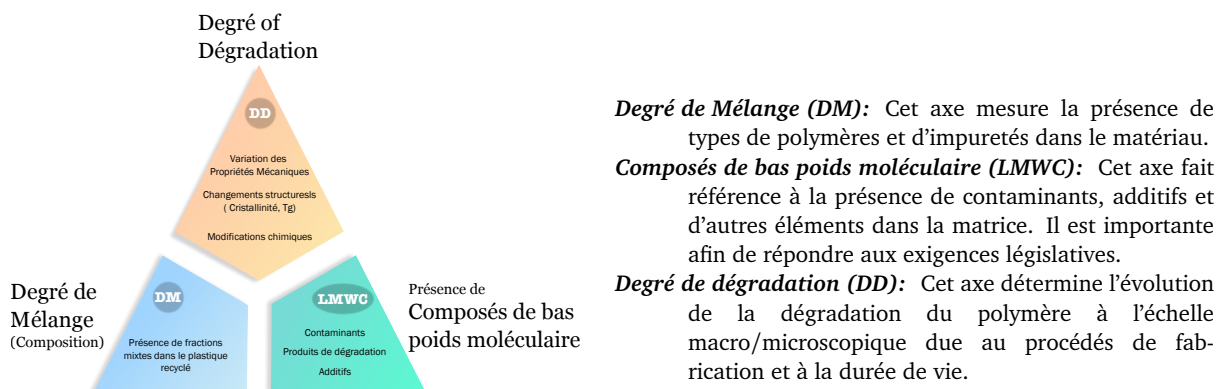 Degré of
Dégradation
DD
Variation des
Propriétés Mécaniques
Changements structuresls
( Cristallinité, Tg)
Modifications chimiques
Degré de
Mélange
(Composition)
DM
Présence de fractions
mixtes dans le plastique
recyclé
LMWC
Contaminants
Produits de dégradation
Additifs
Présence de
Composés de bas
poids moléculaire
Degré de Mélange (DM): Cet axe mesure la présence de
types de polymères et d'impuretés dans le matériau.
Composés de bas poids moléculaire (LMWC): Cet axe fait
référence à la présence de contaminants, additifs et
d'autres éléments dans la matrice. Il est importante
afin de répondre aux exigences législatives.
Degré de dégradation (DD): Cet axe détermine l'évolution
de la dégradation du polymère à l'échelle
macro/microscopique due au procédés de fab-
rication et à la durée de vie.